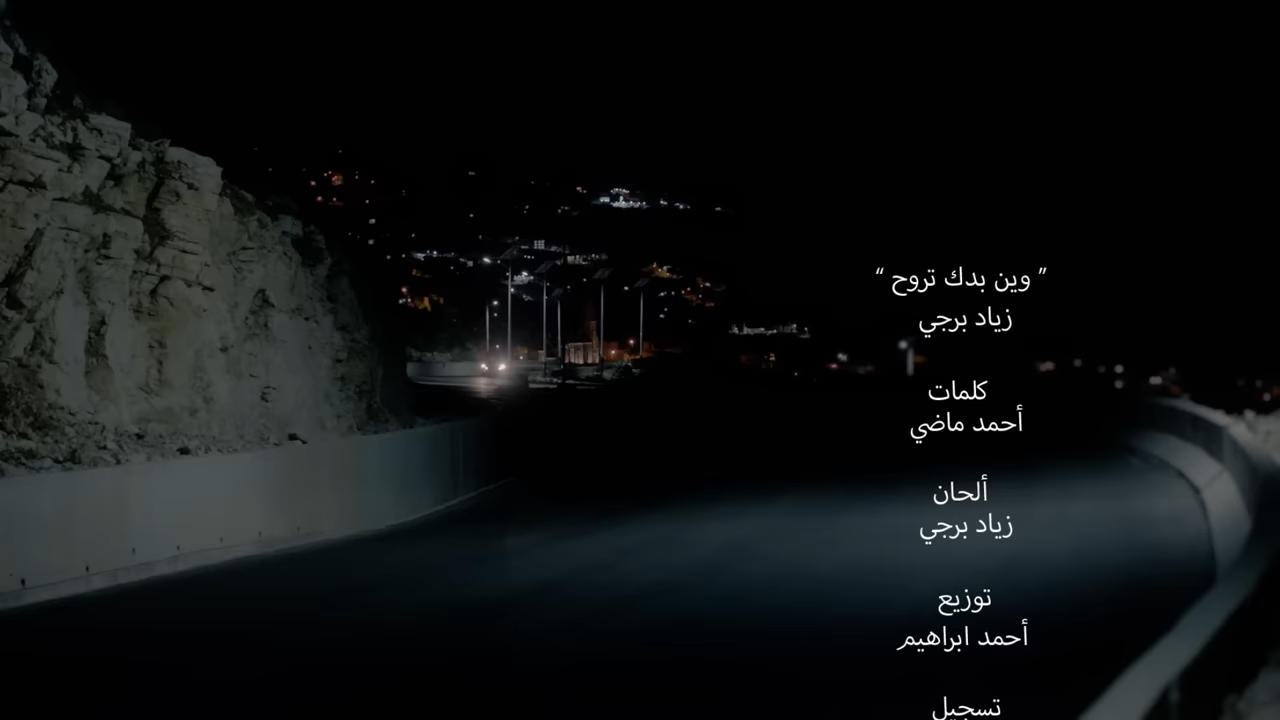 ” وين بدك تروح “
زياد برجي
كلمات
أحمد ماضي
ألحان
زياد برجي
توزيع
أحمد ابراهيم
تسجيل